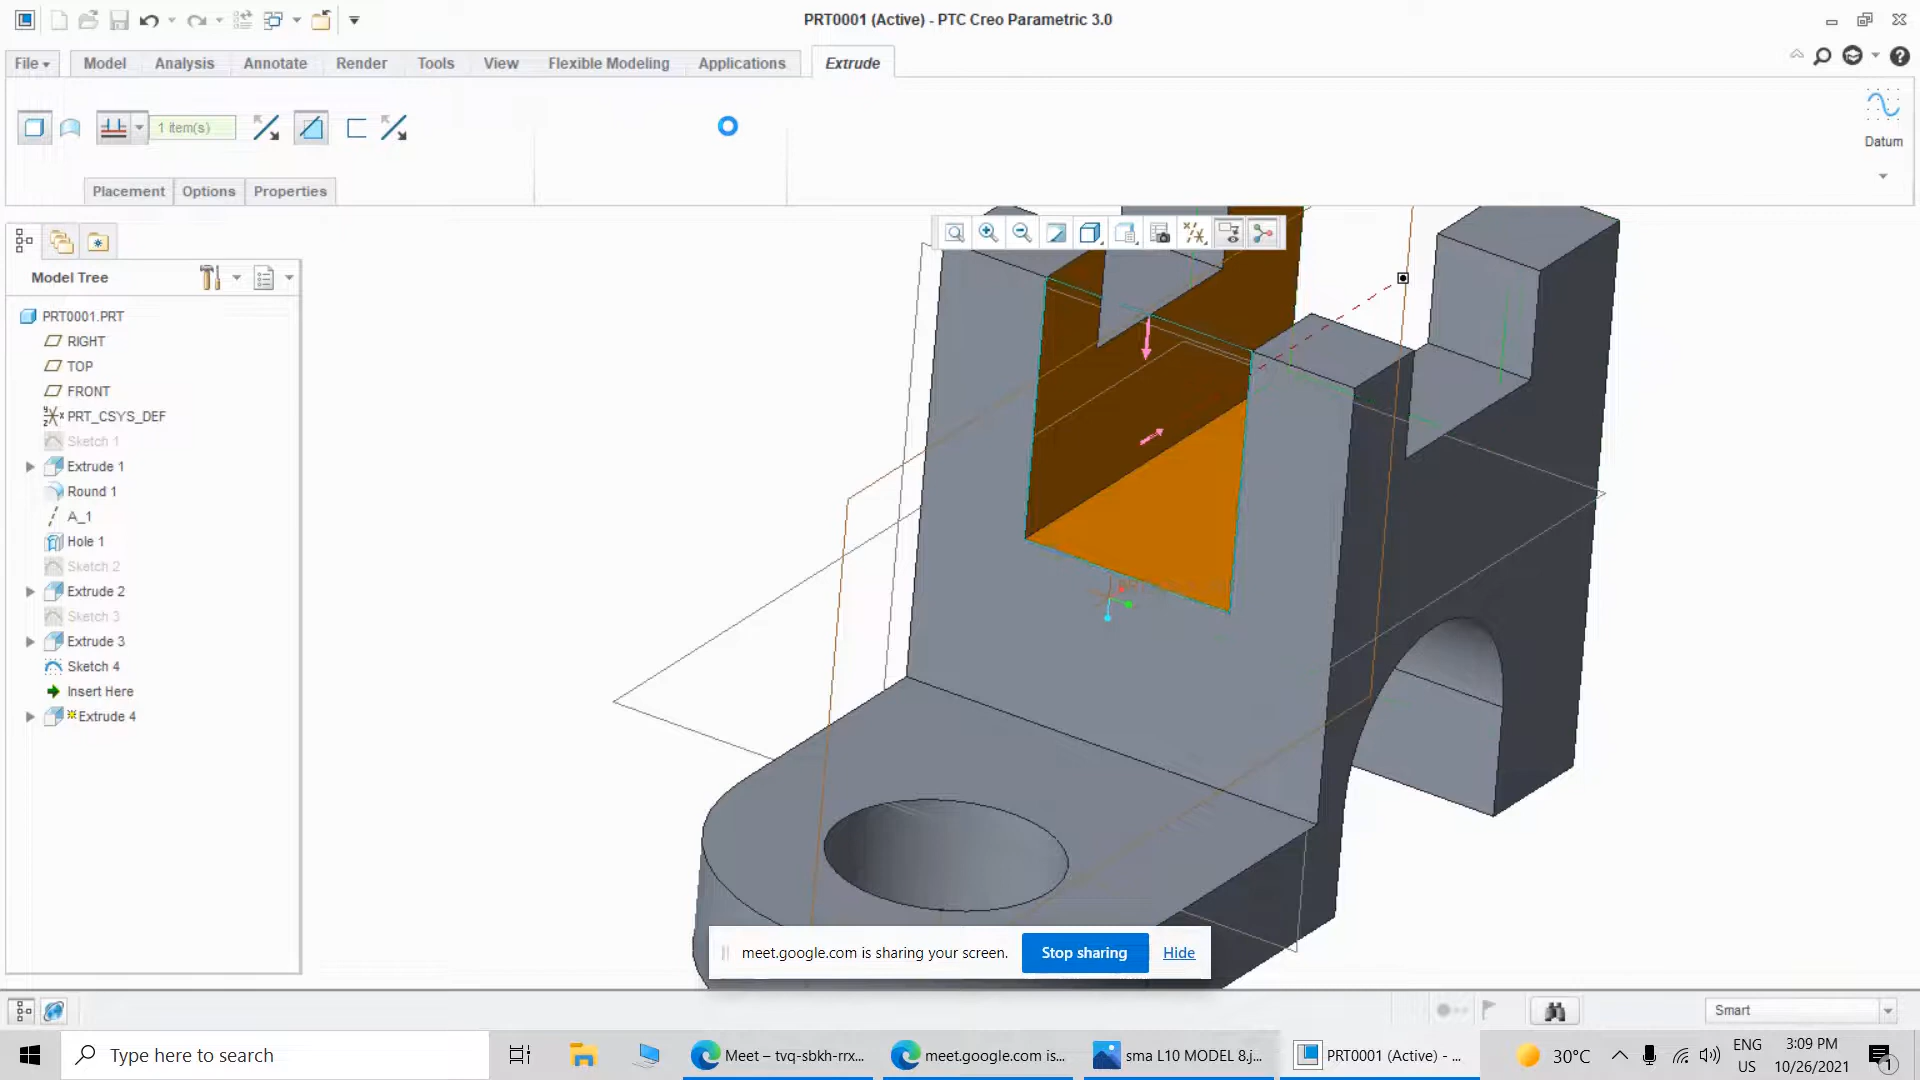 PRT0001 (Active) - PTC Creo Parametric 3.0
File Model Analysis Annotate Render Tools View Flexible Modeling Applications Extrude
1 item(s)
Datum
Placement Options Properties
Model Tree
PRT0001.PRT
RIGHT
TOP
FRONT
PRT_CSYS_DEF
Sketch 1
Extrude 1
Round 1
A_1
Hole 1
Sketch 2
Extrude 2
Sketch 3
Extrude 3
Sketch 4
Insert Here
Extrude 4
meet.google.com is sharing your screen. Stop sharing Hide
Smart
Type here to search
Meet – tvq-sbkh-rrx...
meet.google.com is...
sma L10 MODEL 8.j...
PRT0001 (Active) - ...
30°C
ENG
US
3:09 PM
10/26/2021
1